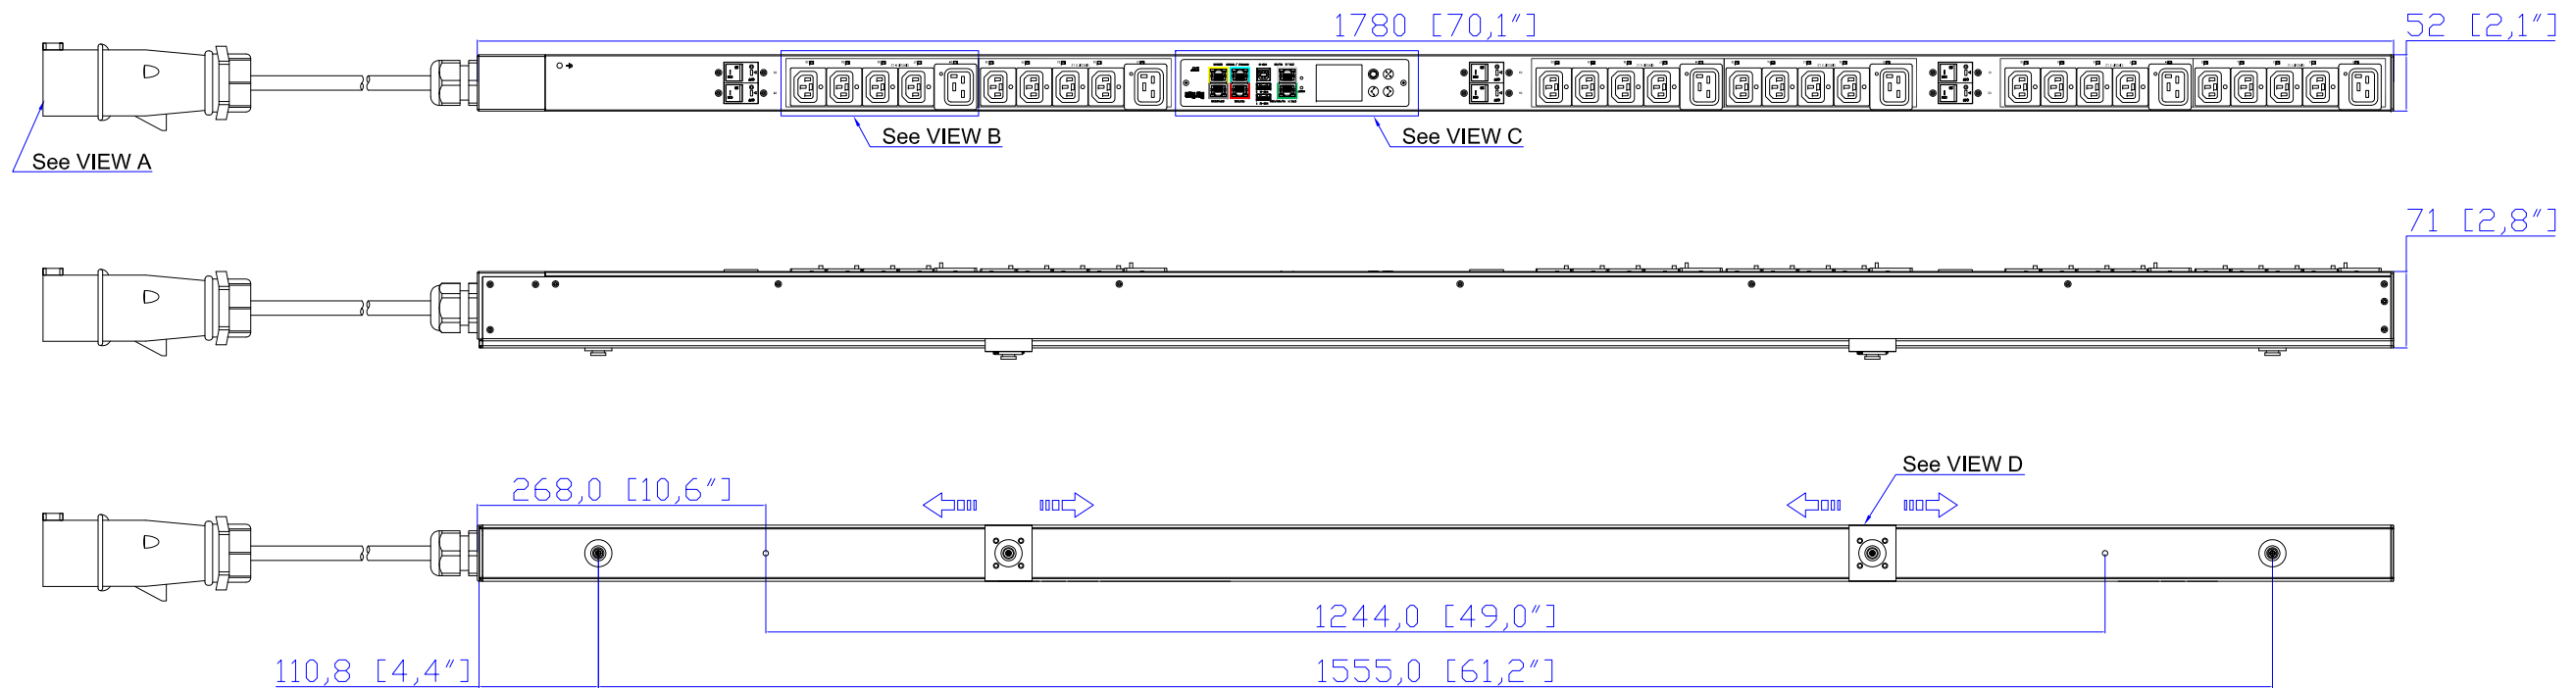 1780 [70,1"]
52 [2,1"]
See VIEW A
See VIEW B
See VIEW C
71 [2,8"]
See VIEW D
268,0 [10,6"]
1244,0 [49,0"]
110,8 [4,4"]
1555,0 [61,2"]